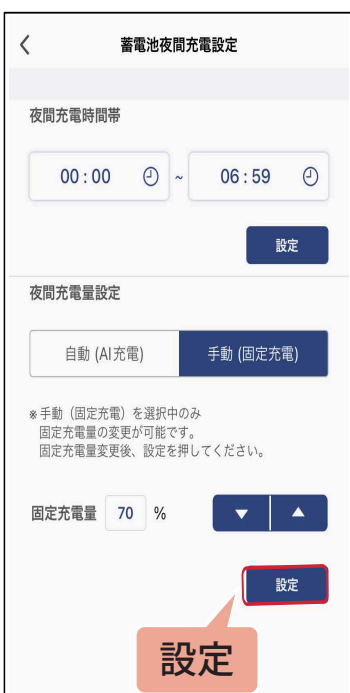 蓄電池夜間充電設定
夜間充電時間帯
00:00 ~ 06:59
設定
夜間充電量設定
自動 (AI充電) 手動 (固定充電)
※手動（固定充電）を選択中のみ
固定充電量の変更が可能です。
固定充電量変更後、設定を押してください。
固定充電量 70 % ▼ ▲
設定
設定